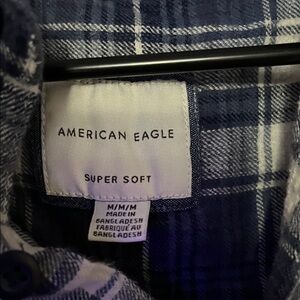 AMERICAN EAGLE
SUPER SOFT
M/M/M
MADE IN
BANGLADESH
FABRIQUÉ AU
BANGLADESH